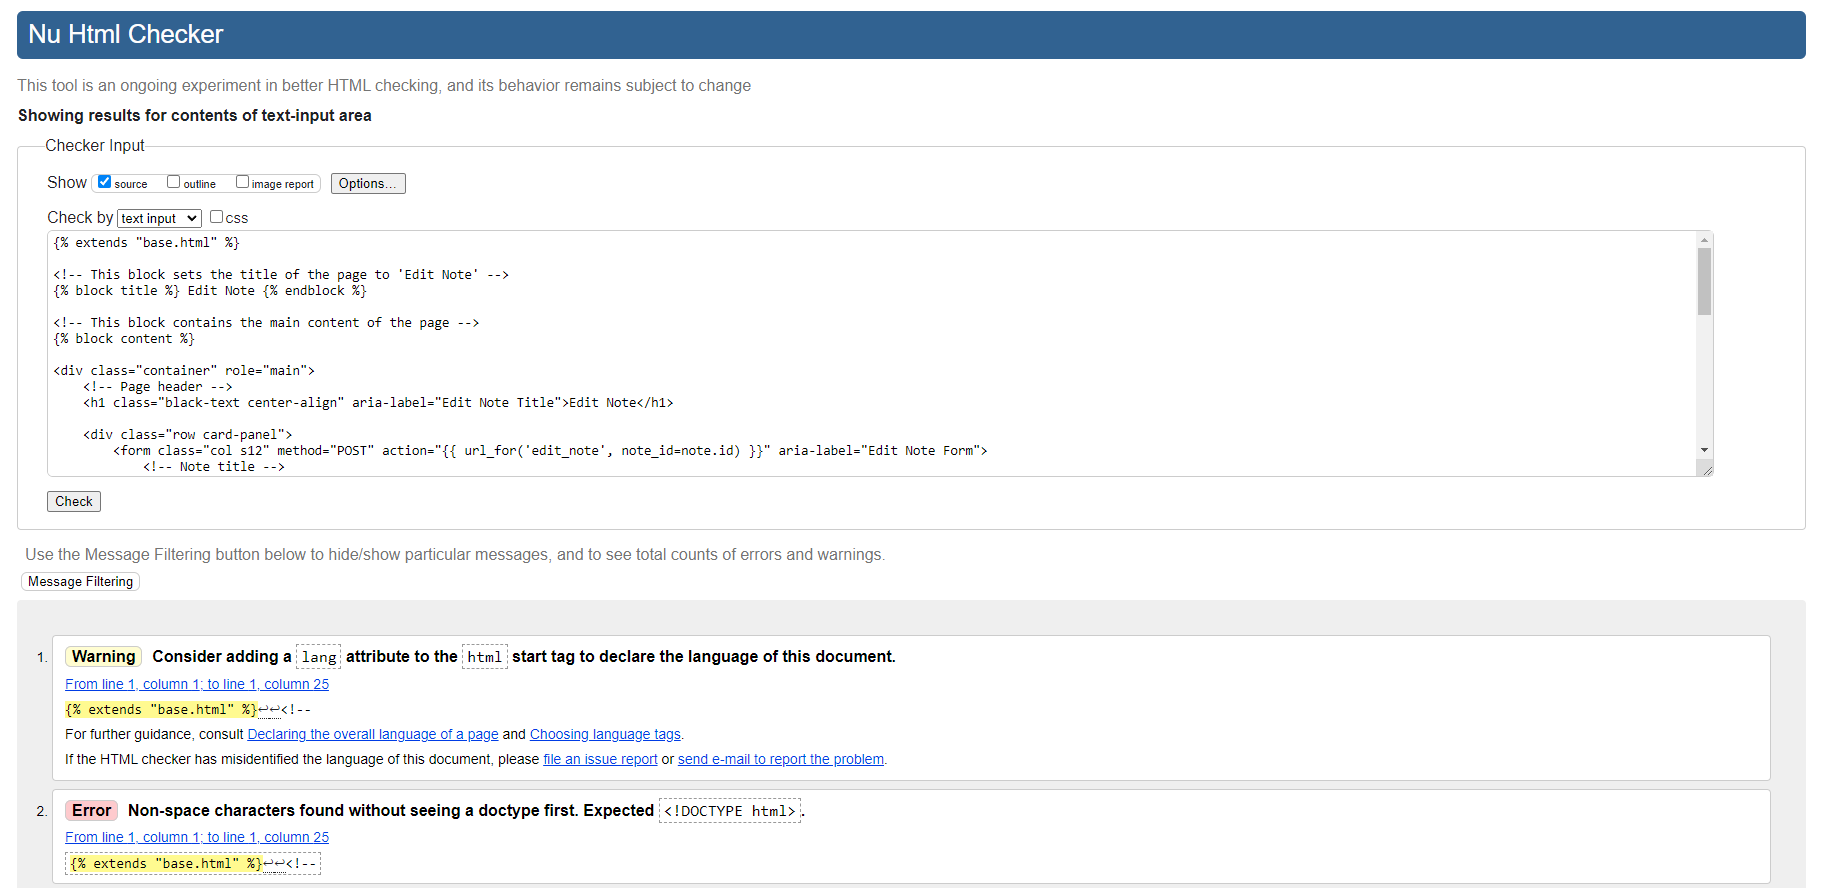 Nu Html Checker
This tool is an ongoing experiment in better HTML checking, and its behavior remains subject to change
Showing results for contents of text-input area
Checker Input
Show source outline image report Options...
Check by text input css
{% extends "base.html" %}
<!-- This block sets the title of the page to 'Edit Note' -->
{% block title %} Edit Note {% endblock %}
<!-- This block contains the main content of the page -->
{% block content %}
<div class="container" role="main">
<!-- Page header -->
<h1 class="black-text center-align" aria-label="Edit Note Title">Edit Note</h1>
<div class="row card-panel">
<form class="col s12" method="POST" action="{{ url_for('edit_note', note_id=note.id) }}" aria-label="Edit Note Form">
<!-- Note title -->
Check
Use the Message Filtering button below to hide/show particular messages, and to see total counts of errors and warnings.
Message Filtering
1. Warning Consider adding a lang attribute to the html start tag to declare the language of this document.
From line 1, column 1; to line 1, column 25
{% extends "base.html" %}↩↩<!--
For further guidance, consult Declaring the overall language of a page and Choosing language tags.
If the HTML checker has misidentified the language of this document, please file an issue report or send e-mail to report the problem.
2. Error Non-space characters found without seeing a doctype first. Expected <!DOCTYPE html>.
From line 1, column 1; to line 1, column 25
{% extends "base.html" %}↩↩<!--